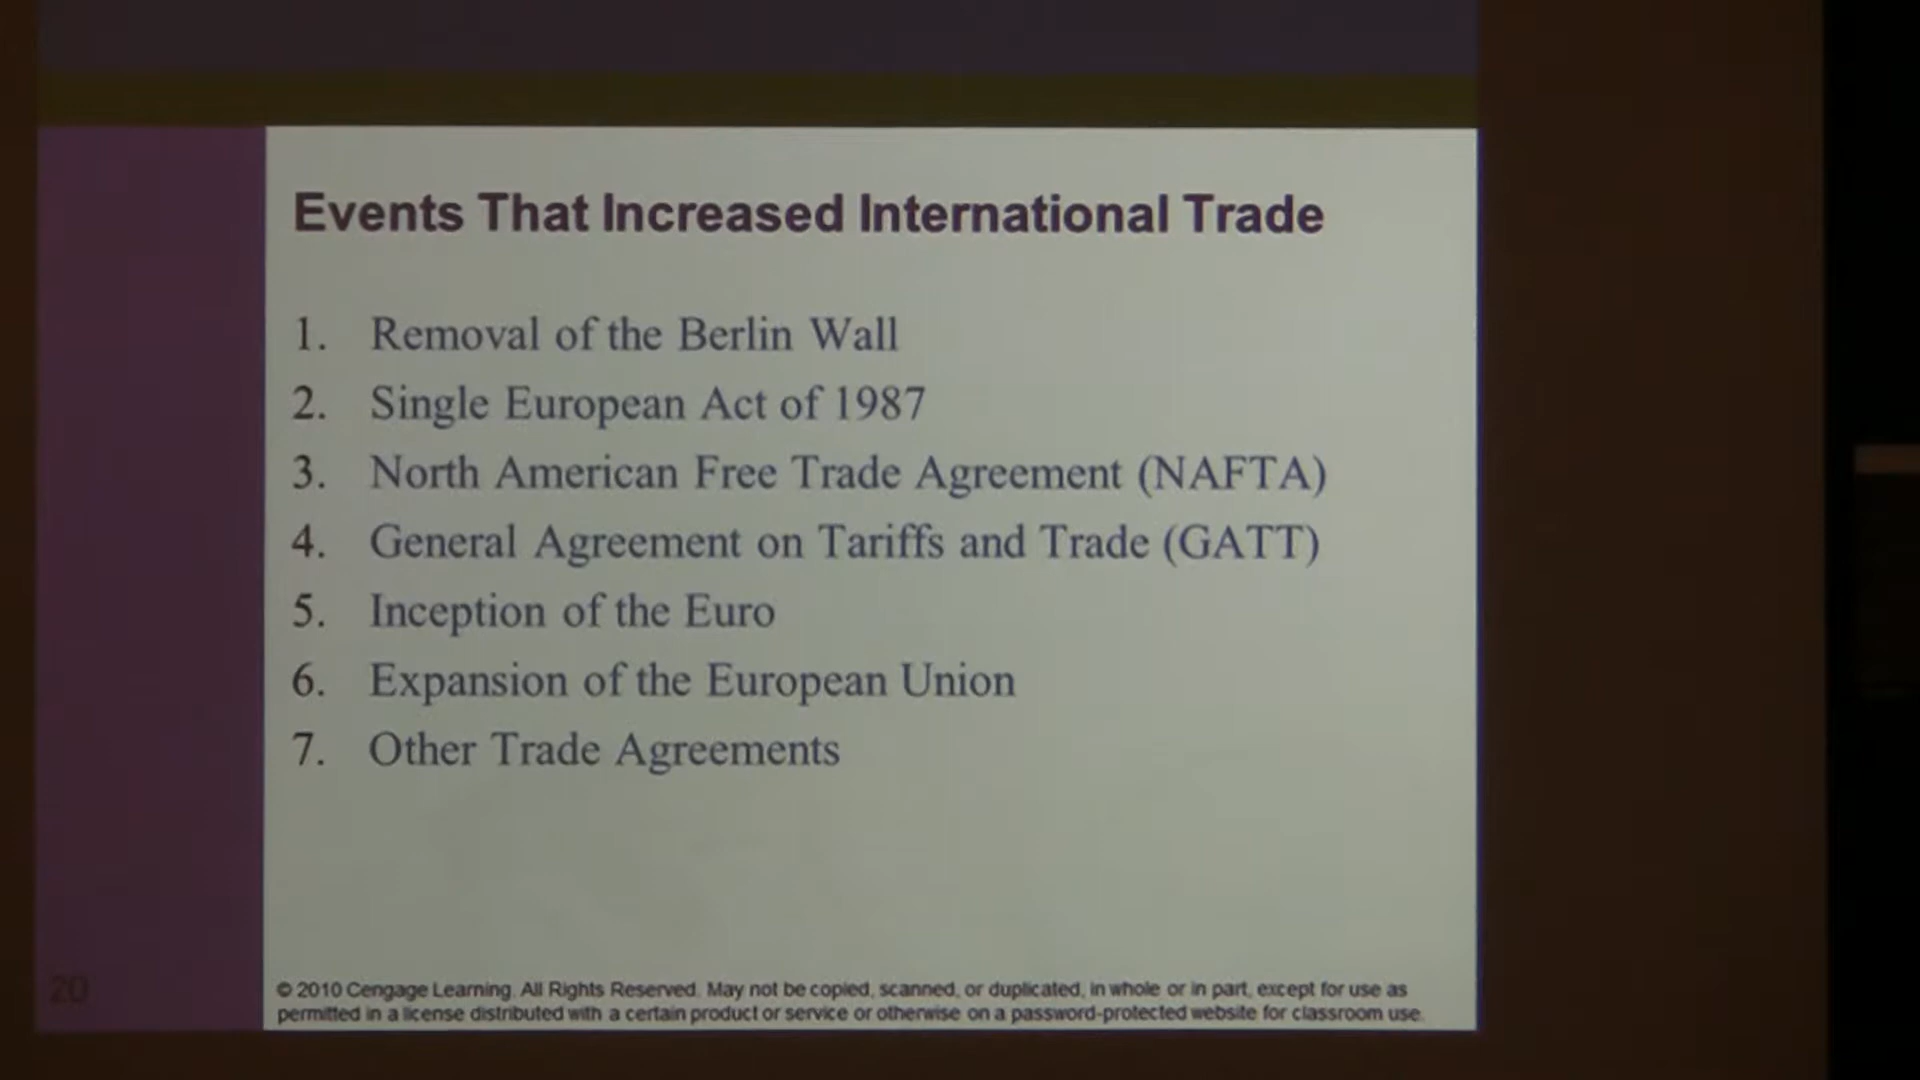 Events That Increased International Trade
1. Removal of the Berlin Wall
2. Single European Act of 1987
3. North American Free Trade Agreement (NAFTA)
4. General Agreement on Tariffs and Trade (GATT)
5. Inception of the Euro
6. Expansion of the European Union
7. Other Trade Agreements
20
© 2010 Cengage Learning. All Rights Reserved. May not be copied, scanned, or duplicated, in whole or in part, except for use as
permitted in a license distributed with a certain product or service or otherwise on a password-protected website for classroom use.